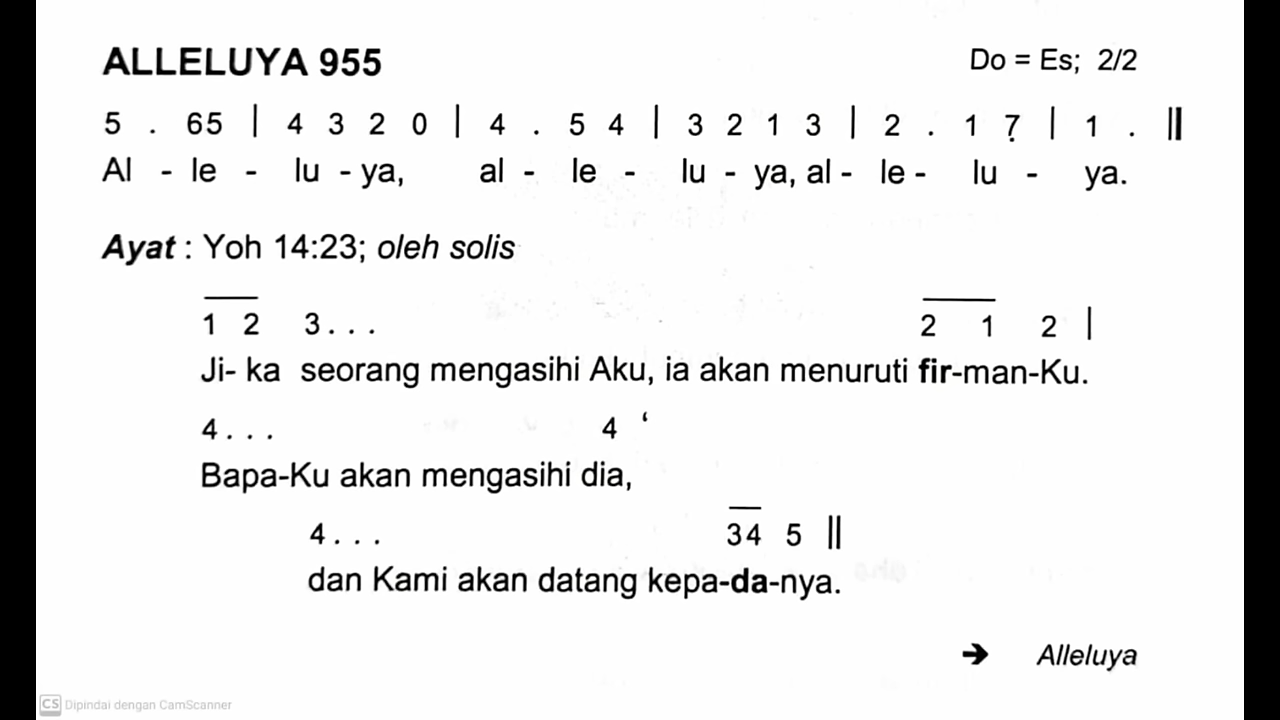 ALLELUYA 955 Do = Es; 2/2
5 . 65 | 4 3 2 0 | 4 . 5 4 | 3 2 1 3 | 2 . 1 7̣ | 1 . ||
Al - le - lu - ya, al - le - lu - ya, al - le - lu - ya.
Ayat : Yoh 14:23; oleh solis
1 2 3 . . . 2 1 2 |
Ji- ka seorang mengasihi Aku, ia akan menuruti fir-man-Ku.
4 . . . 4 ‘
Bapa-Ku akan mengasihi dia,
4 . . . 34 5 ||
dan Kami akan datang kepa-da-nya.
→ Alleluya
CS Dipindai dengan CamScanner